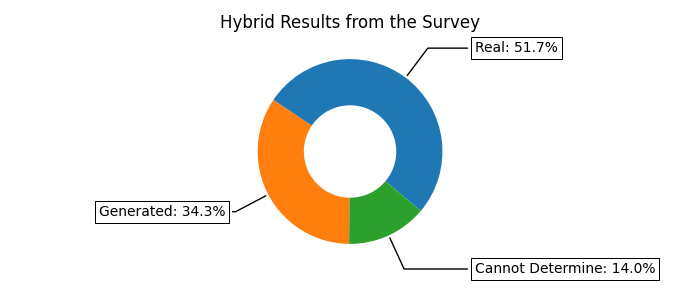 Hybrid Results from the Survey
Real: 51.7%
Generated: 34.3%
Cannot Determine: 14.0%